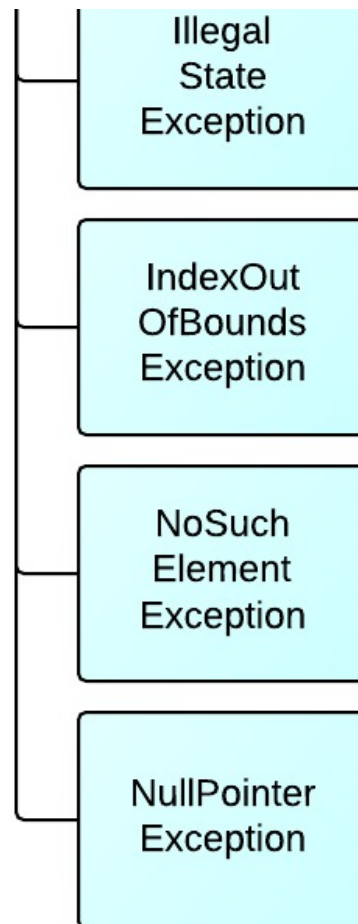 Illegal
State
Exception
IndexOut
OfBounds
Exception
NoSuch
Element
Exception
NullPointer
Exception